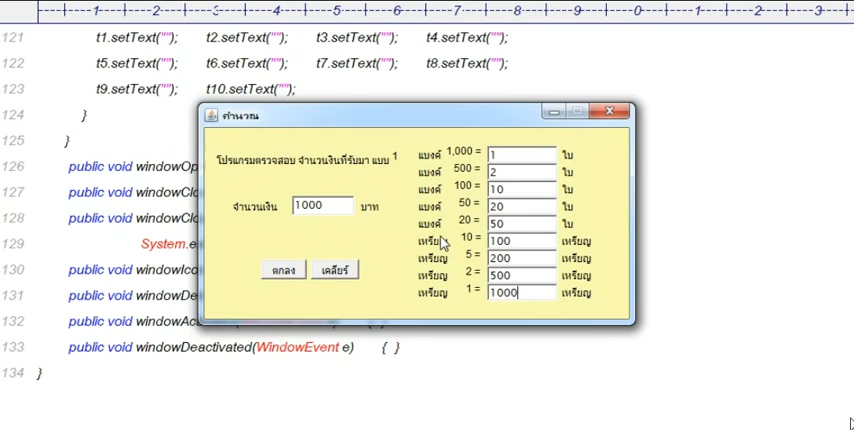 1 2 3 4 5 6 7 8 9 0 1 2 3
121 t1.setText(""); t2.setText(""); t3.setText(""); t4.setText("");
122 t5.setText(""); t6.setText(""); t7.setText(""); t8.setText("");
123 t9.setText(""); t10.setText("");
124 }
125 }
126 public void windowOp
127 public void windowClo
128 public void windowClo
129 System.e
130 public void windowIco
131 public void windowDe
132 public void windowAc
133 public void windowDeactivated(WindowEvent e) { }
134 }
คำนวณ
โปรแกรมตรวจสอบ จำนวนเงินที่รับมา แบบ 1
จำนวนเงิน 1000 บาท
ตกลง เคลียร์
แบงค์ 1,000 = 1 ใบ
แบงค์ 500 = 2 ใบ
แบงค์ 100 = 10 ใบ
แบงค์ 50 = 20 ใบ
แบงค์ 20 = 50 ใบ
เหรียญ 10 = 100 เหรียญ
เหรียญ 5 = 200 เหรียญ
เหรียญ 2 = 500 เหรียญ
เหรียญ 1 = 1000 เหรียญ